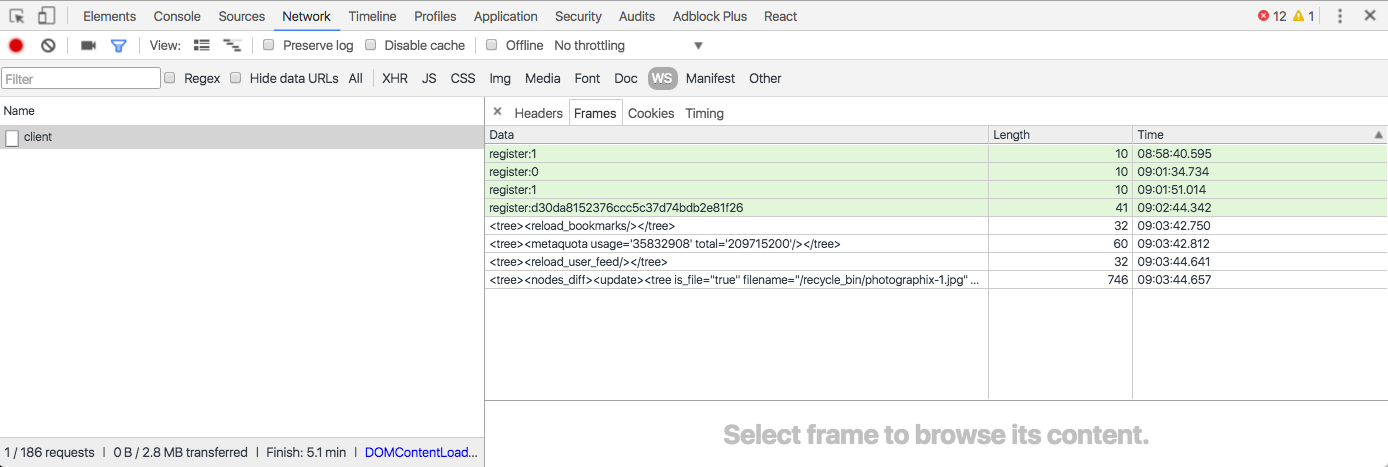 Elements Console Sources Network Timeline Profiles Application Security Audits Adblock Plus React 12 1
View: Preserve log Disable cache Offline No throttling
Filter Regex Hide data URLs All XHR JS CSS Img Media Font Doc WS Manifest Other
Name
client
Headers Frames Cookies Timing
Data Length Time
register:1 10 08:58:40.595
register:0 10 09:01:34.734
register:1 10 09:01:51.014
register:d30da8152376ccc5c37d74bdb2e81f26 41 09:02:44.342
<tree><reload_bookmarks/></tree> 32 09:03:42.750
<tree><metaquota usage='35832908' total='209715200'/></tree> 60 09:03:42.812
<tree><reload_user_feed/></tree> 32 09:03:44.641
<tree><nodes_diff><update><tree is_file="true" filename="/recycle_bin/photographix-1.jpg" ... 746 09:03:44.657
Select frame to browse its content.
1 / 186 requests | 0 B / 2.8 MB transferred | Finish: 5.1 min | DOMContentLoad...